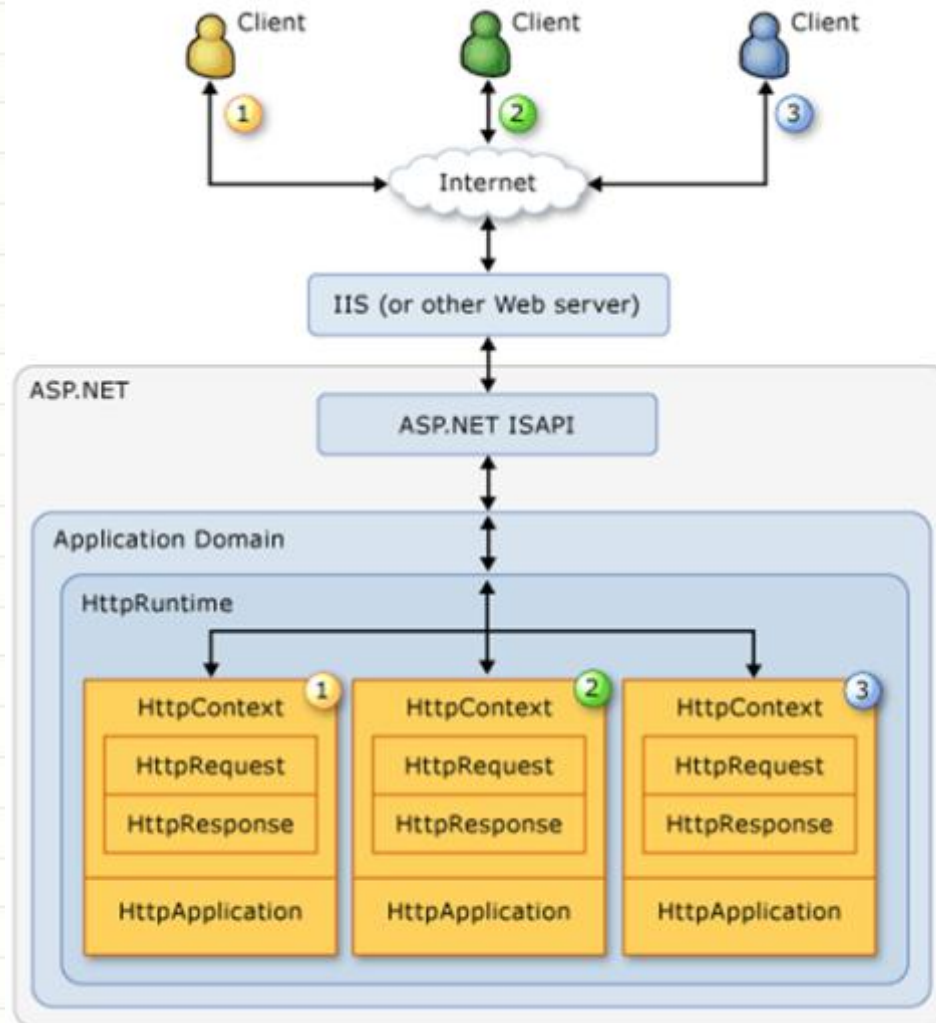 Client
Client
Client
1
2
3
Internet
IIS (or other Web server)
ASP.NET
ASP.NET ISAPI
Application Domain
HttpRuntime
1
2
3
HttpContext
HttpContext
HttpContext
HttpRequest
HttpRequest
HttpRequest
HttpResponse
HttpResponse
HttpResponse
HttpApplication
HttpApplication
HttpApplication